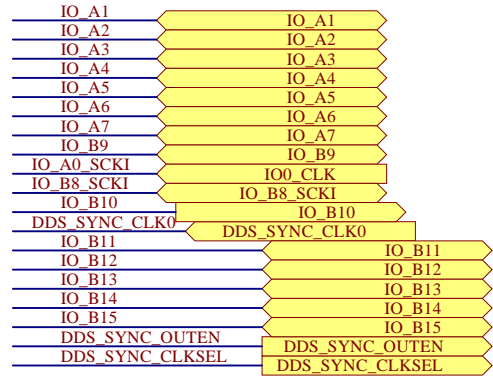 IO_A1 IO_A1
IO_A2 IO_A2
IO_A3 IO_A3
IO_A4 IO_A4
IO_A5 IO_A5
IO_A6 IO_A6
IO_A7 IO_A7
IO_B9 IO_B9
IO_A0_SCKI IO0_CLK
IO_B8_SCKI IO_B8_SCKI
IO_B10 IO_B10
DDS_SYNC_CLK0 DDS_SYNC_CLK0
IO_B11 IO_B11
IO_B12 IO_B12
IO_B13 IO_B13
IO_B14 IO_B14
IO_B15 IO_B15
DDS_SYNC_OUTEN DDS_SYNC_OUTEN
DDS_SYNC_CLKSEL DDS_SYNC_CLKSEL